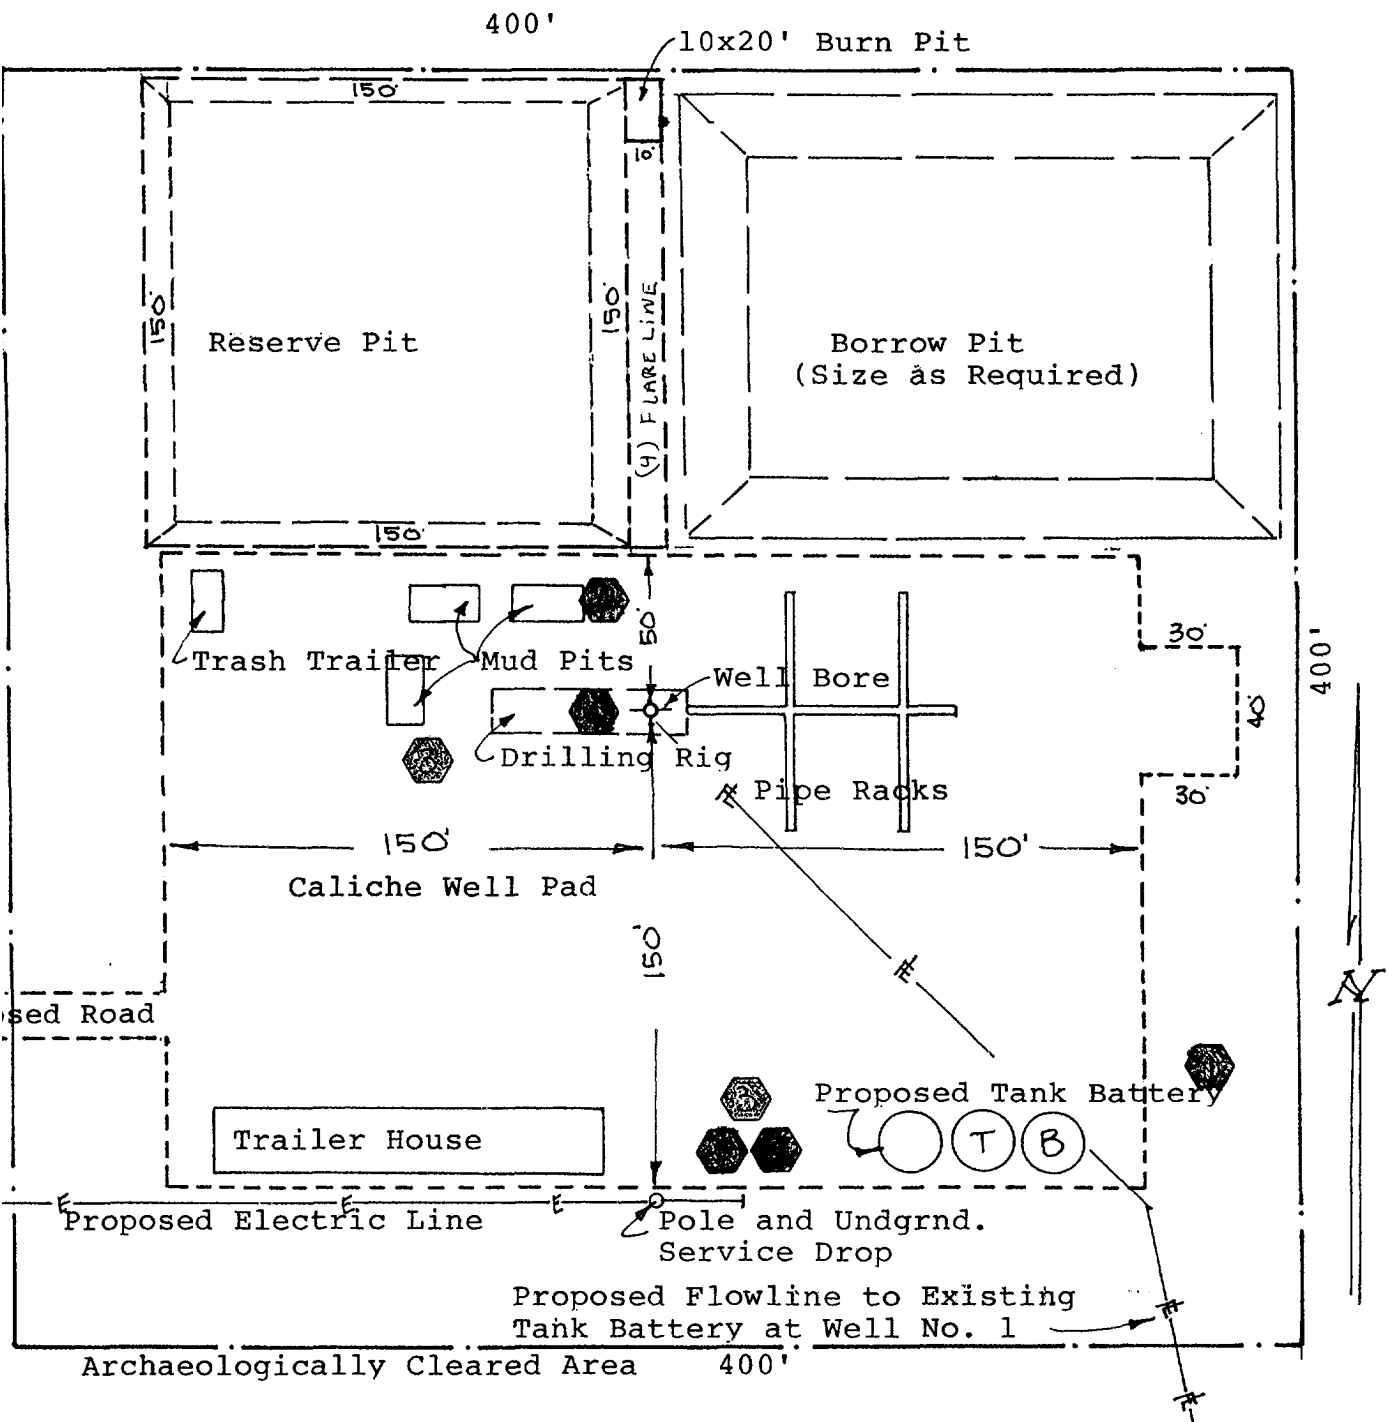 400'
10x20' Burn Pit
150'
10'
150'
150'
(4) FLARE LINE
Reserve Pit
Borrow Pit
(Size as Required)
150'
50'
30'
Trash Trailer
Mud Pits
Well Bore
400'
40'
Drilling Rig
Pipe Racks
30'
150'
150'
Caliche Well Pad
150'
N
sed Road
Proposed Tank Battery
3
1
Trailer House
T
B
E
E
E
Proposed Electric Line
Pole and Undgrnd.
Service Drop
Proposed Flowline to Existing
Tank Battery at Well No. 1
Archaeologically Cleared Area
400'